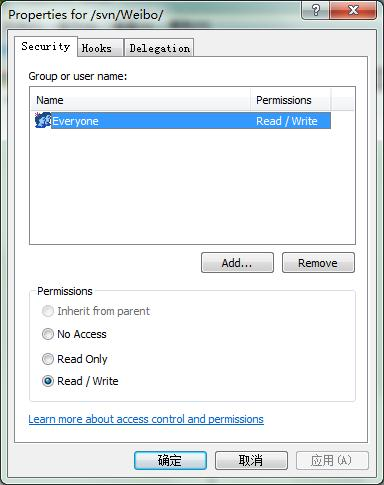 Properties for /svn/Weibo/
Security Hooks Delegation
Group or user name:
Name Permissions
Everyone Read / Write
Add... Remove
Permissions
Inherit from parent
No Access
Read Only
Read / Write
Learn more about access control and permissions
确定 取消 应用(A)